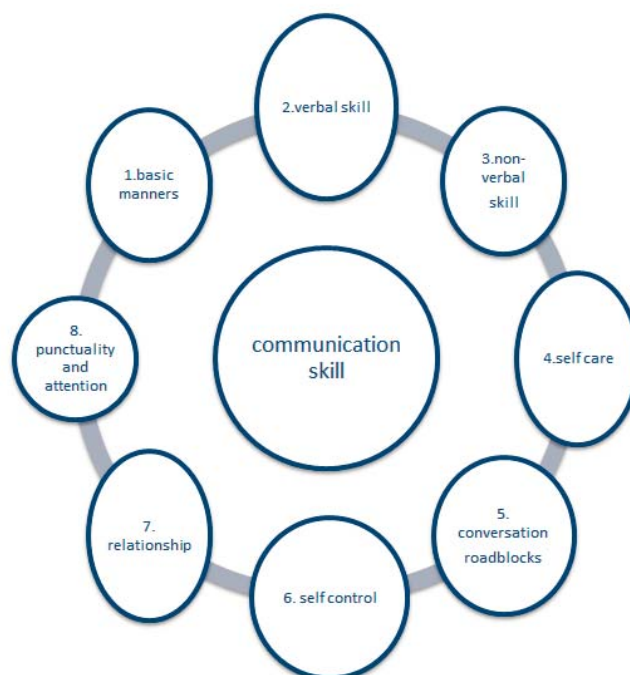 2.verbal skill
1.basic
manners
3.non-
verbal
skill
communication
skill
8.
punctuality
and
attention
4.self care
7.
relationship
5.
conversation
roadblocks
6. self control